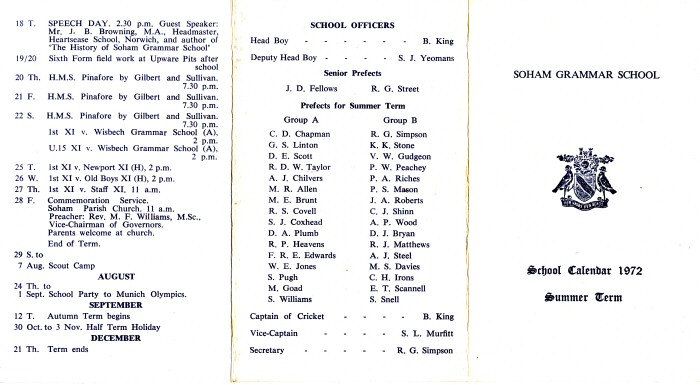 18 T. SPEECH DAY, 2.30 p.m. Guest Speaker:
Mr. J. B. Browning, M.A., Headmaster,
Heartsease School, Norwich, and author of
'The History of Soham Grammar School'
19/20 Sixth Form field work at Upware Pits after
school
20 Th. H.M.S. Pinafore by Gilbert and Sullivan.
7.30 p.m.
21 F. H.M.S. Pinafore by Gilbert and Sullivan.
7.30 p.m.
22 S. H.M.S. Pinafore by Gilbert and Sullivan.
7.30 p.m.
1st XI v. Wisbech Grammar School (A),
2 p.m.
U.15 XI v. Wisbech Grammar School (A),
2 p.m.
25 T. 1st XI v. Newport XI (H), 2 p.m.
26 W. 1st XI v. Old Boys XI (H), 2 p.m.
27 Th. 1st XI v. Staff XI, 11 a.m.
28 F. Commemoration Service.
Soham Parish Church, 11 a.m.
Preacher: Rev. M. F. Williams, M.Sc.,
Vice-Chairman of Governors.
Parents welcome at church.
End of Term.
29 S. to
7 Aug. Scout Camp
AUGUST
24 Th. to
1 Sept. School Party to Munich Olympics.
SEPTEMBER
12 T. Autumn Term begins
30 Oct. to 3 Nov. Half Term Holiday
DECEMBER
21 Th. Term ends
SCHOOL OFFICERS
Head Boy - - - - - - B. King
Deputy Head Boy - - - - S. J. Yeomans
Senior Prefects
J. D. Fellows R. G. Street
Prefects for Summer Term
Group A Group B
C. D. Chapman R. G. Simpson
G. S. Linton K. K. Stone
D. E. Scott V. W. Gudgeon
R. D. W. Taylor P. W. Peachey
A. J. Chilvers P. A. Riches
M. R. Allen P. S. Mason
M. E. Brunt J. A. Roberts
R. S. Covell C. J. Shinn
S. J. Coxhead A. P. Wood
D. A. Plumb D. J. Bryan
R. P. Heavens R. J. Matthews
F. R. E. Edwards A. J. Steel
W. E. Jones M. S. Davies
S. Pugh C. H. Irons
M. Goad E. T. Scannell
S. Williams S. Snell
Captain of Cricket - - - - - B. King
Vice-Captain - - - - - S. L. Murfitt
Secretary - - - - - R. G. Simpson
SOHAM GRAMMAR SCHOOL
School Calendar 1972
Summer Term